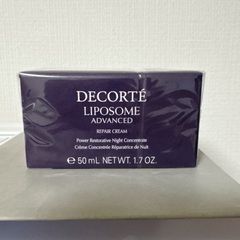 DECORTÉ
LIPOSOME
ADVANCED
REPAIR CREAM
Power Restorative Night Concentrate
Crème Concentrée Réparatrice de Nuit
℮ 50 mL NET WT. 1.7 OZ.